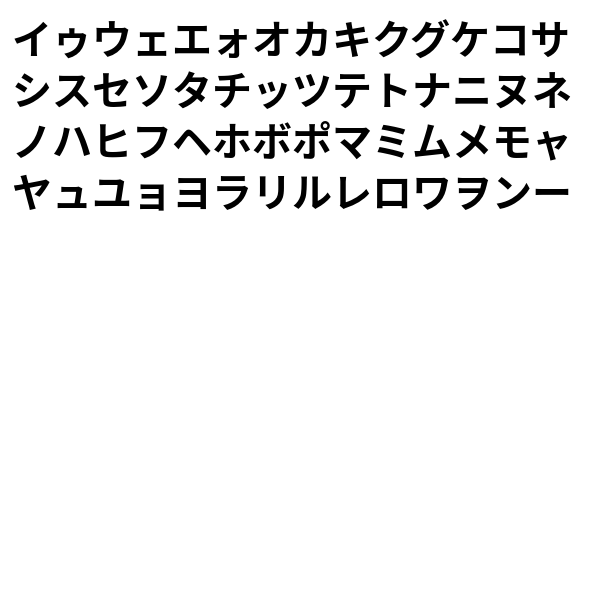 イゥウェエォオカキクグケコサ
シスセソタチッツテトナニヌネ
ノハヒフヘホボポマミムメモャ
ヤュユョヨラリルレロワヲンー